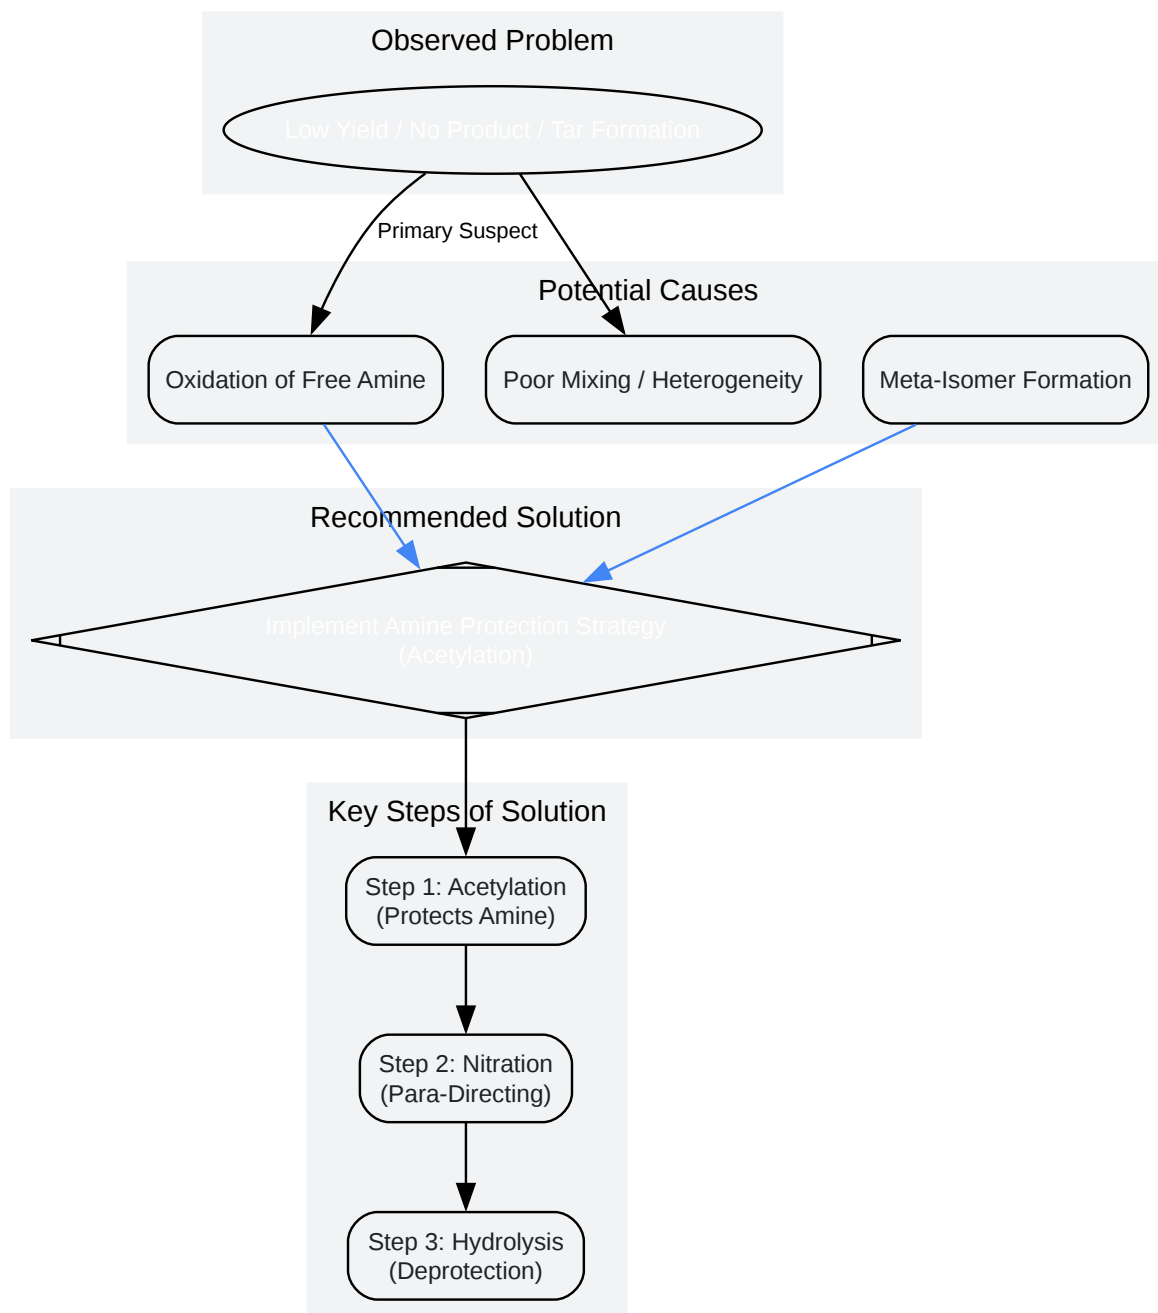 Observed Problem
Low Yield / No Product / Tar Formation
Primary Suspect
Potential Causes
Oxidation of Free Amine
Poor Mixing / Heterogeneity
Meta-Isomer Formation
Recommended Solution
Implement Amine Protection Strategy
(Acetylation)
Key Steps of Solution
Step 1: Acetylation
(Protects Amine)
Step 2: Nitration
(Para-Directing)
Step 3: Hydrolysis
(Deprotection)